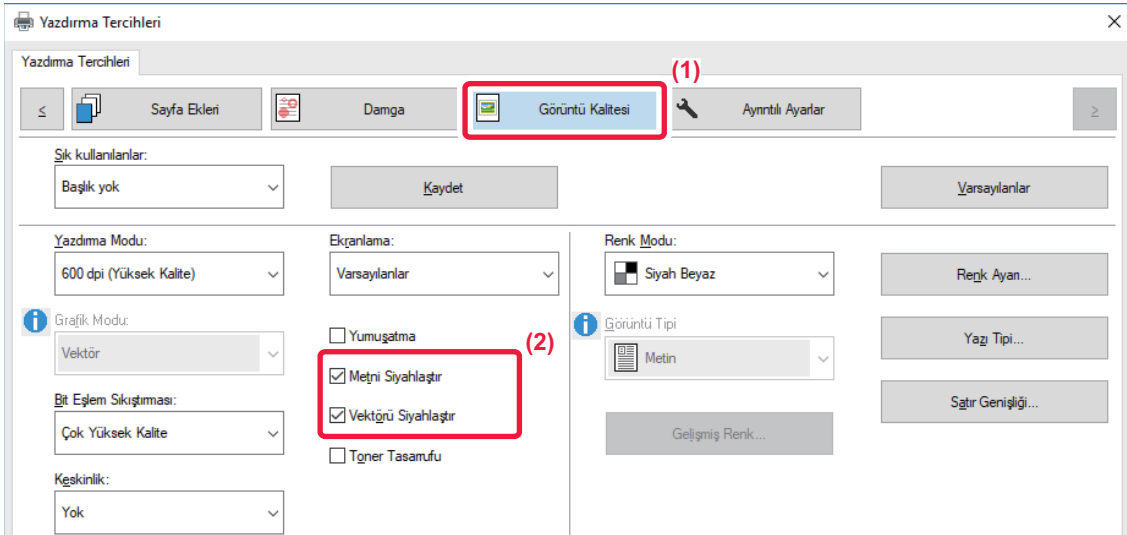 Yazdırma Tercihleri
Yazdırma Tercihleri
(1)
< Sayfa Ekleri Damga Görüntü Kalitesi Ayrıntılı Ayarlar >
Sık kullanılanlar:
Başlık yok Kaydet Varsayılanlar
Yazdırma Modu: Ekranlama: Renk Modu:
600 dpi (Yüksek Kalite) Varsayılanlar Siyah Beyaz Renk Ayarı...
Grafik Modu: Yumuşatma (2) Görüntü Tipi
Vektör Metin Yazı Tipi...
Metni Siyahlaştır
Bit Eşlem Sıkıştırması: Vektörü Siyahlaştır Satır Genişliği...
Çok Yüksek Kalite Gelişmiş Renk...
Toner Tasarrufu
Keskinlik:
Yok